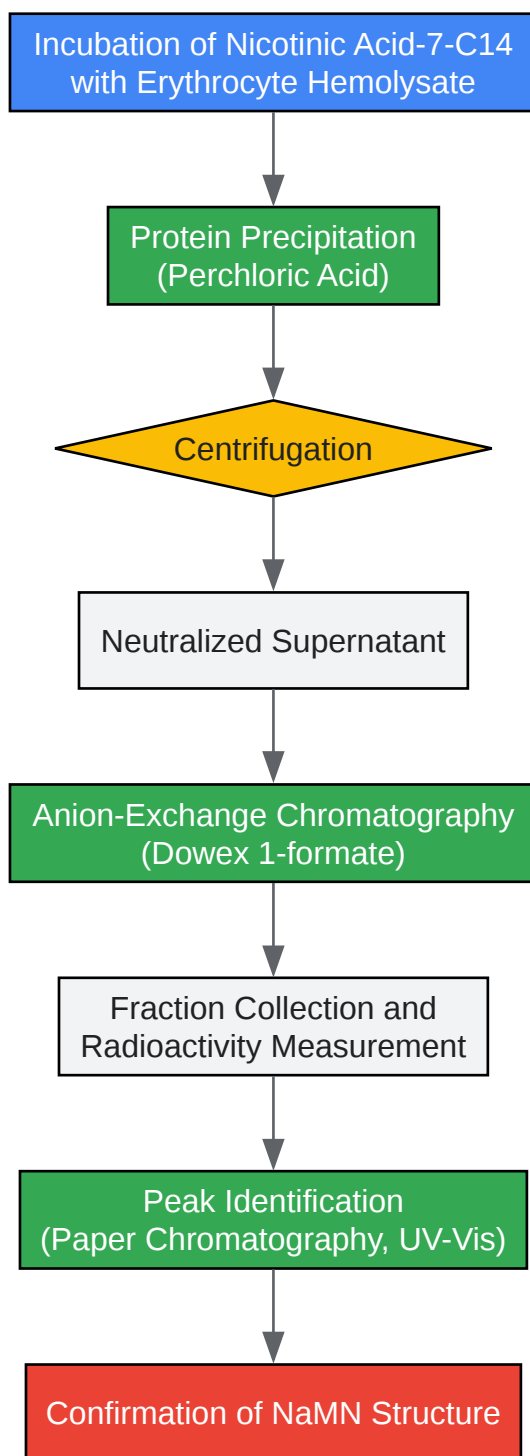 Incubation of Nicotinic Acid-7-C14
with Erythrocyte Hemolysate
Protein Precipitation
(Perchloric Acid)
Centrifugation
Neutralized Supernatant
Anion-Exchange Chromatography
(Dowex 1-formate)
Fraction Collection and
Radioactivity Measurement
Peak Identification
(Paper Chromatography, UV-Vis)
Confirmation of NaMN Structure